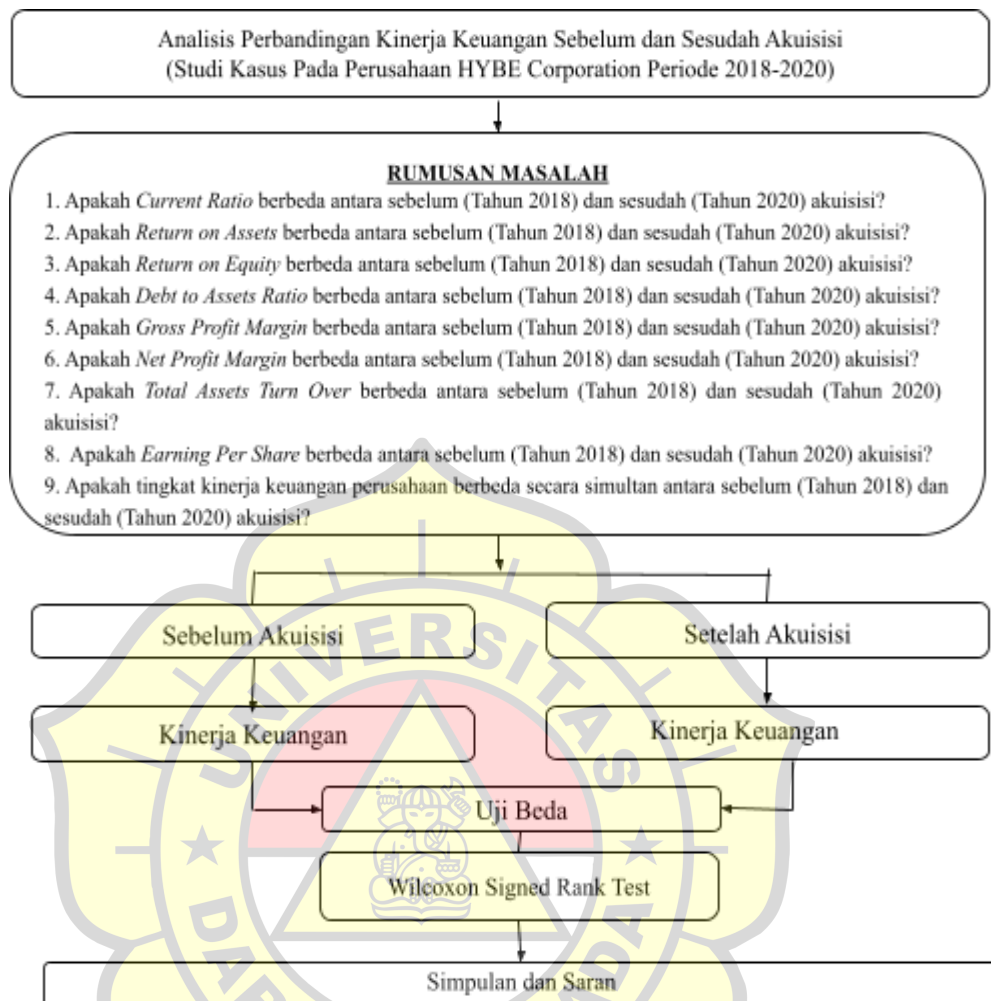 Analisis Perbandingan Kinerja Keuangan Sebelum dan Sesudah Akuisisi
(Studi Kasus Pada Perusahaan HYBE Corporation Periode 2018-2020)
RUMUSAN MASALAH
1. Apakah Current Ratio berbeda antara sebelum (Tahun 2018) dan sesudah (Tahun 2020) akuisisi?
2. Apakah Return on Assets berbeda antara sebelum (Tahun 2018) dan sesudah (Tahun 2020) akuisisi?
3. Apakah Return on Equity berbeda antara sebelum (Tahun 2018) dan sesudah (Tahun 2020) akuisisi?
4. Apakah Debt to Assets Ratio berbeda antara sebelum (Tahun 2018) dan sesudah (Tahun 2020) akuisisi?
5. Apakah Gross Profit Margin berbeda antara sebelum (Tahun 2018) dan sesudah (Tahun 2020) akuisisi?
6. Apakah Net Profit Margin berbeda antara sebelum (Tahun 2018) dan sesudah (Tahun 2020) akuisisi?
7. Apakah Total Assets Turn Over berbeda antara sebelum (Tahun 2018) dan sesudah (Tahun 2020)
akuisisi?
8. Apakah Earning Per Share berbeda antara sebelum (Tahun 2018) dan sesudah (Tahun 2020) akuisisi?
9. Apakah tingkat kinerja keuangan perusahaan berbeda secara simultan antara sebelum (Tahun 2018) dan
sesudah (Tahun 2020) akuisisi?
Sebelum Akuisisi
Setelah Akuisisi
Kinerja Keuangan
Kinerja Keuangan
Uji Beda
Wilcoxon Signed Rank Test
Simpulan dan Saran
UNIVERSITAS